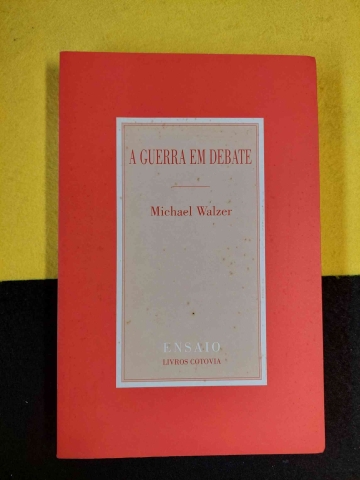 A GUERRA EM DEBATE
Michael Walzer
ENSAIO
LIVROS COTOVIA